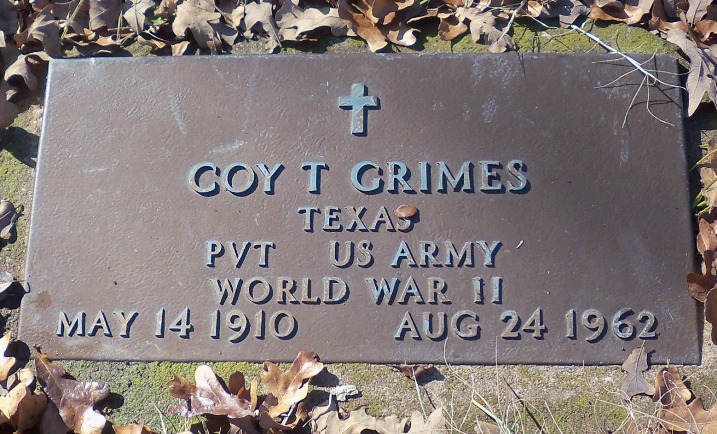 COY T GRIMES
TEXAS
PVT US ARMY
WORLD WAR II
MAY 14 1910 AUG 24 1962